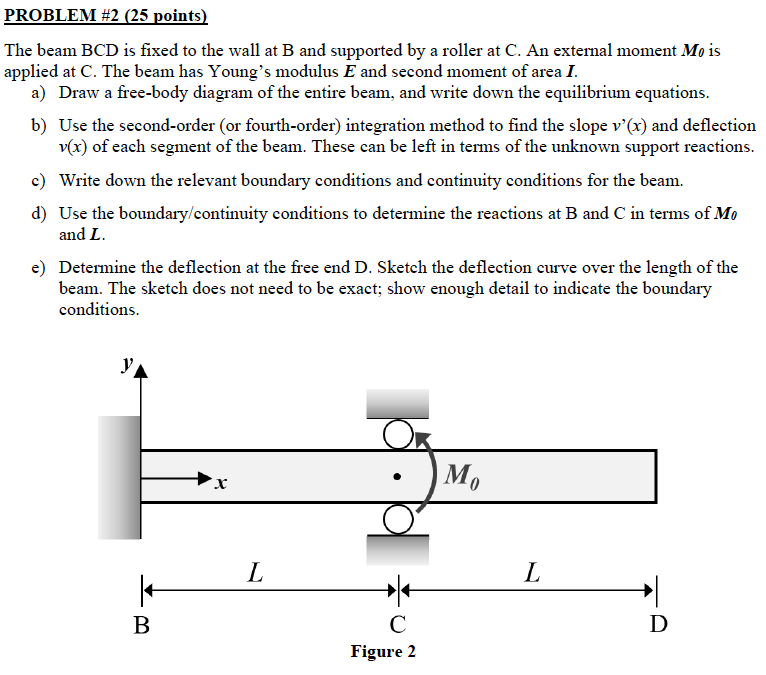 PROBLEM #2 (25 points)
The beam BCD is fixed to the wall at B and supported by a roller at C. An external moment M₀ is
applied at C. The beam has Young's modulus E and second moment of area I.
a) Draw a free-body diagram of the entire beam, and write down the equilibrium equations.
b) Use the second-order (or fourth-order) integration method to find the slope v'(x) and deflection
v(x) of each segment of the beam. These can be left in terms of the unknown support reactions.
c) Write down the relevant boundary conditions and continuity conditions for the beam.
d) Use the boundary/continuity conditions to determine the reactions at B and C in terms of M₀
and L.
e) Determine the deflection at the free end D. Sketch the deflection curve over the length of the
beam. The sketch does not need to be exact; show enough detail to indicate the boundary
conditions.
y
x
M₀
L
L
B
C
D
Figure 2